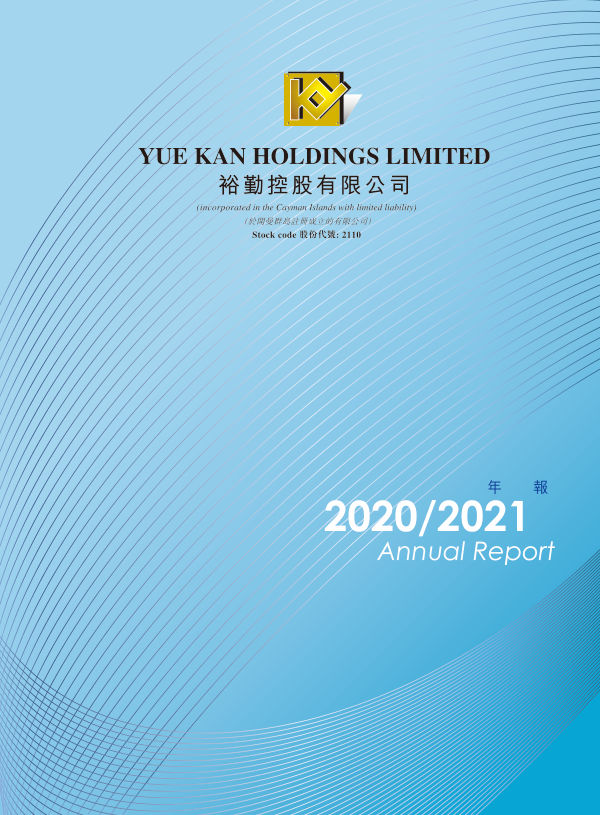 KY
YUE KAN HOLDINGS LIMITED
裕勤控股有限公司
(incorporated in the Cayman Islands with limited liability)
(於開曼群島註冊成立的有限公司)
Stock code 股份代號: 2110
年 報
2020/2021
Annual Report